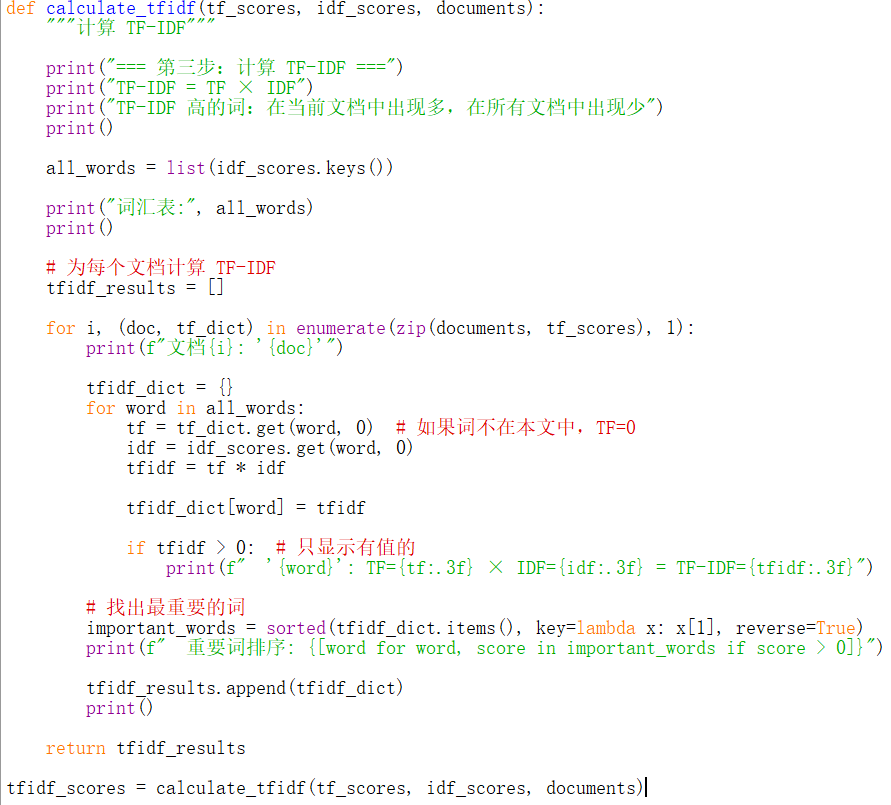 def calculate_tfidf(tf_scores, idf_scores, documents):
    """计算 TF-IDF"""
    print("=== 第三步: 计算 TF-IDF ===")
    print("TF-IDF = TF × IDF")
    print("TF-IDF 高的词: 在当前文档中出现多，在所有文档中出现少")
    print()
    all_words = list(idf_scores.keys())
    print("词汇表:", all_words)
    print()
    # 为每个文档计算 TF-IDF
    tfidf_results = []
    for i, (doc, tf_dict) in enumerate(zip(documents, tf_scores), 1):
        print(f"文档{i}: '{doc}'")
        tfidf_dict = {}
        for word in all_words:
            tf = tf_dict.get(word, 0)  # 如果词不在本文中，TF=0
            idf = idf_scores.get(word, 0)
            tfidf = tf * idf
            tfidf_dict[word] = tfidf
            if tfidf > 0:  # 只显示有值的
                print(f"  '{word}': TF={tf:.3f} × IDF={idf:.3f} = TF-IDF={tfidf:.3f}")
        # 找出最重要的词
        important_words = sorted(tfidf_dict.items(), key=lambda x: x[1], reverse=True)
        print(f"  重要词排序: {[word for word, score in important_words if score > 0]}")
        tfidf_results.append(tfidf_dict)
        print()
    return tfidf_results
tfidf_scores = calculate_tfidf(tf_scores, idf_scores, documents)